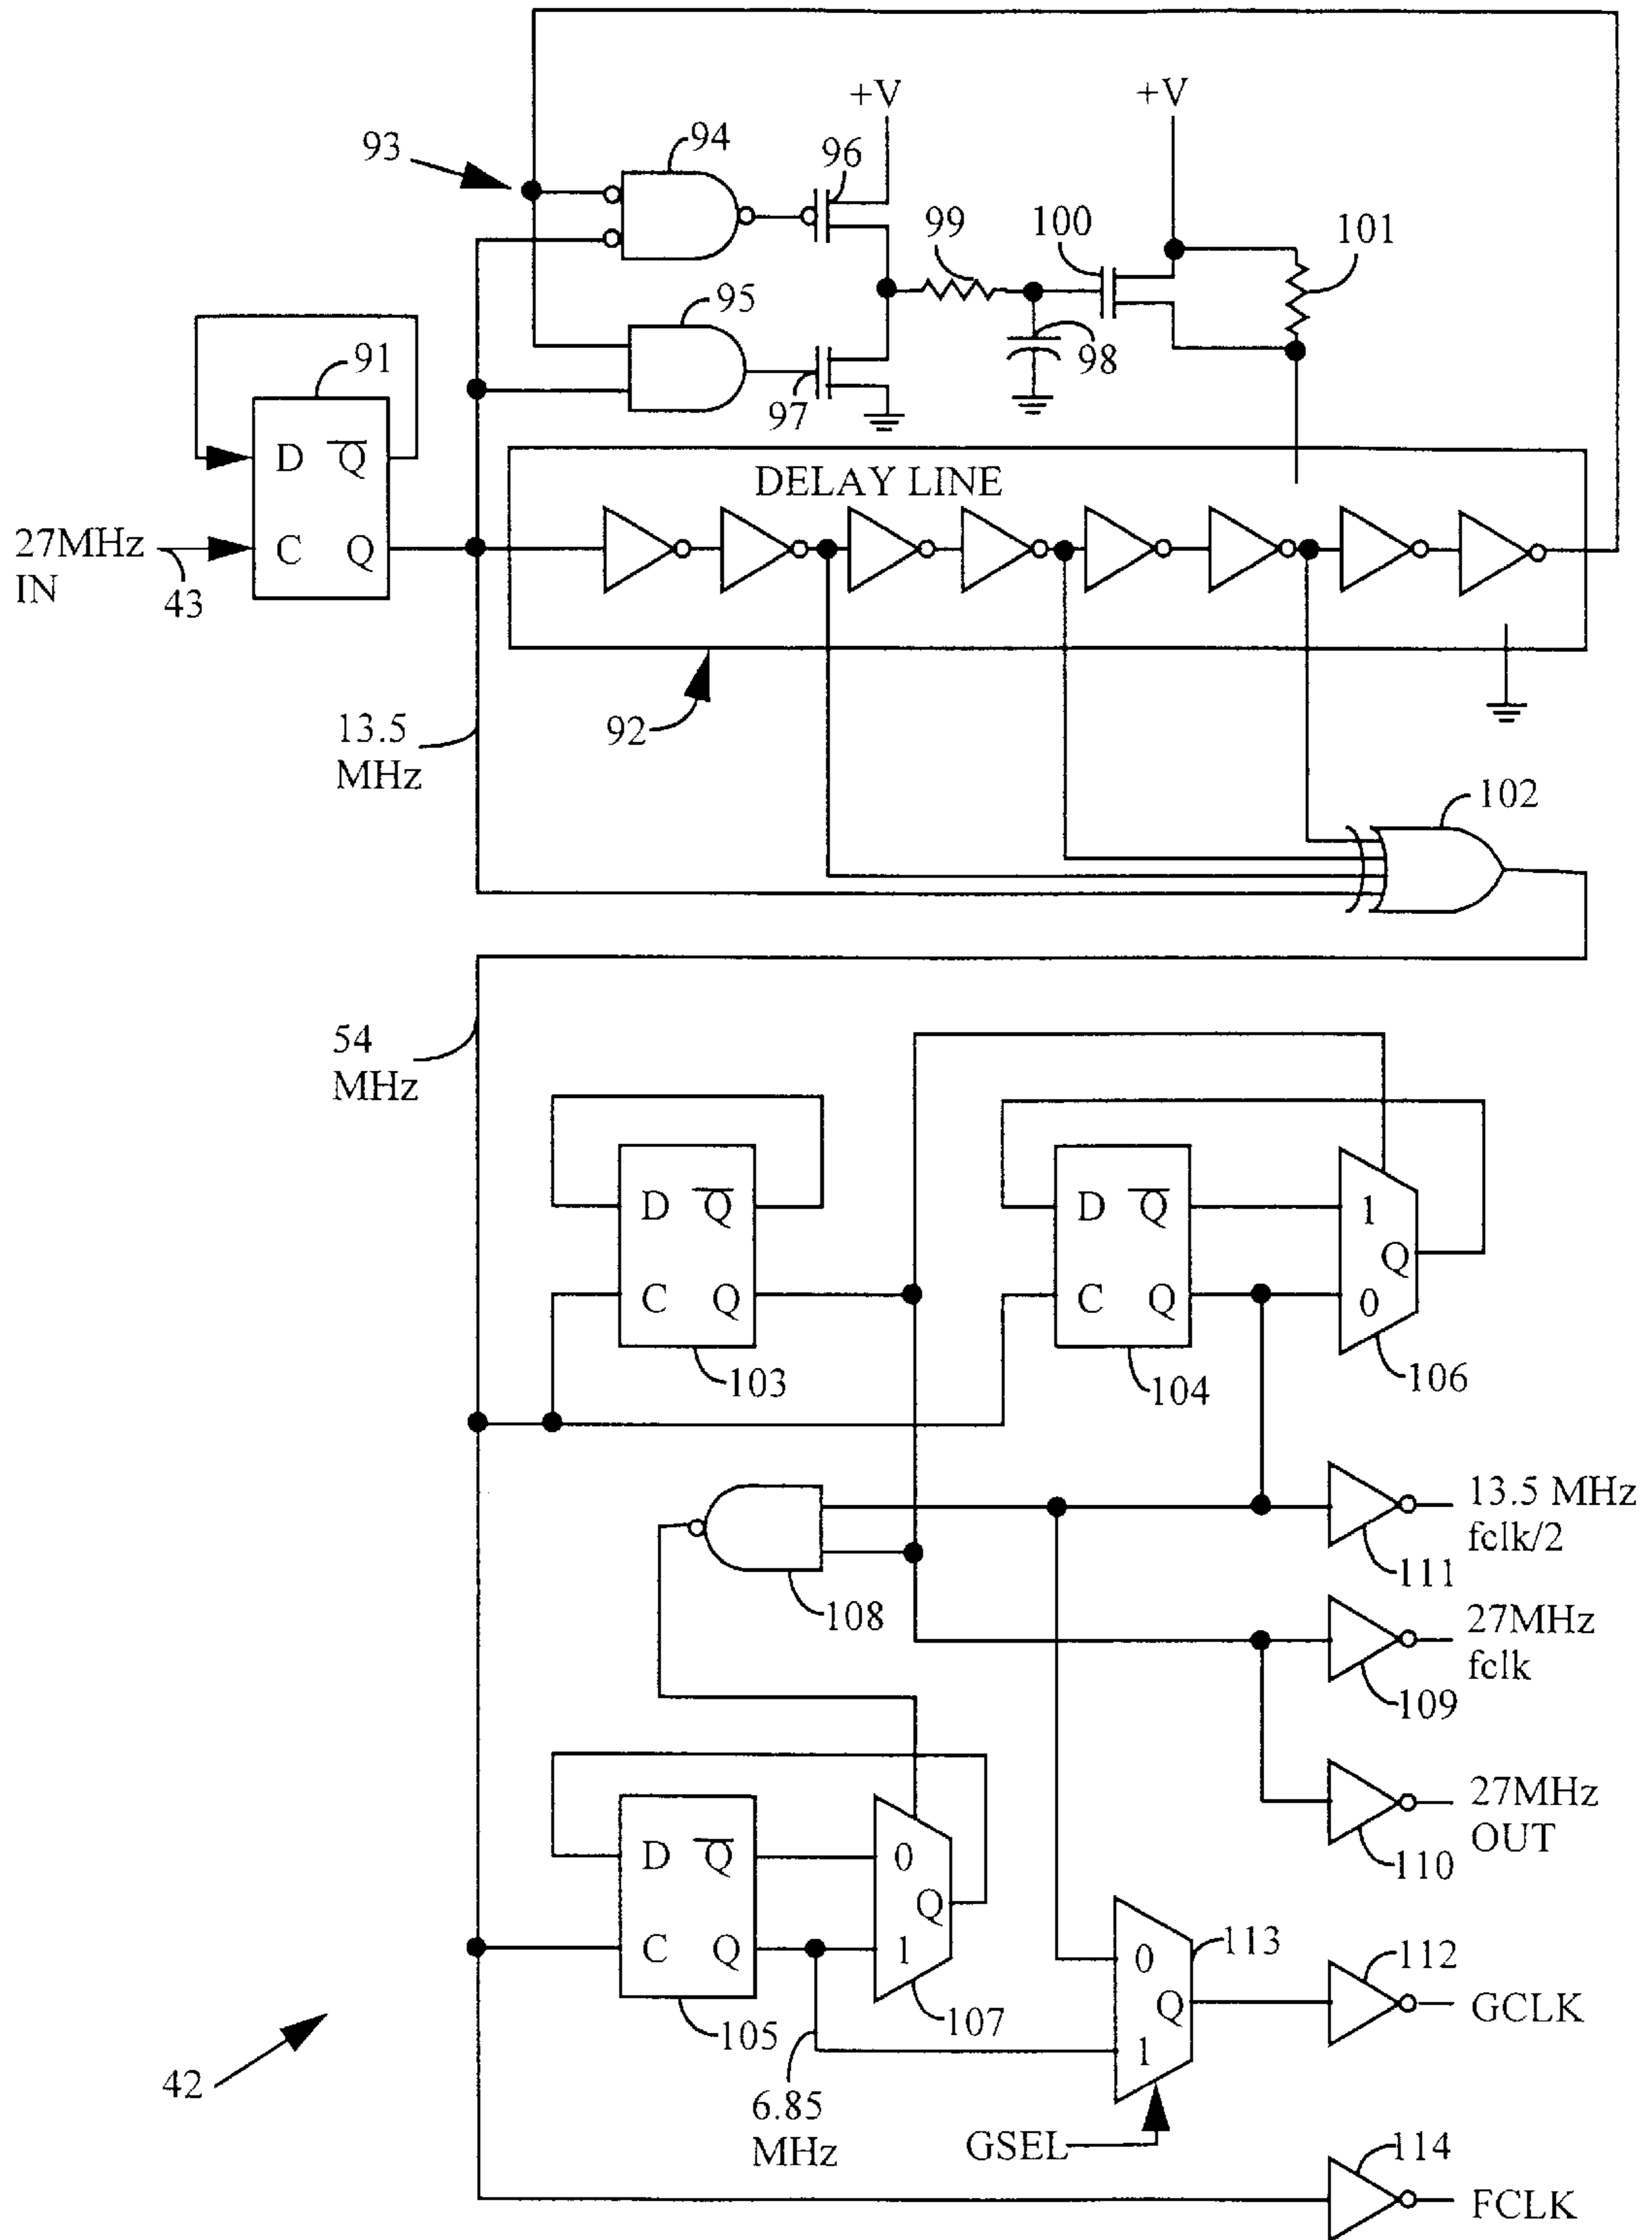 +V
+V
93
94
96
99
100
101
95
98
97
91
D Q
C Q
27MHz
IN
43
DELAY LINE
92
13.5
MHz
102
54
MHz
D Q
C Q
103
D Q
C Q
104
1
Q
0
106
108
13.5 MHz
fclk/2
111
27MHz
fclk
109
27MHz
OUT
110
D Q
C Q
105
0
Q
1
107
6.85
MHz
0
Q
1
113
GSEL
112
GCLK
42
114
FCLK